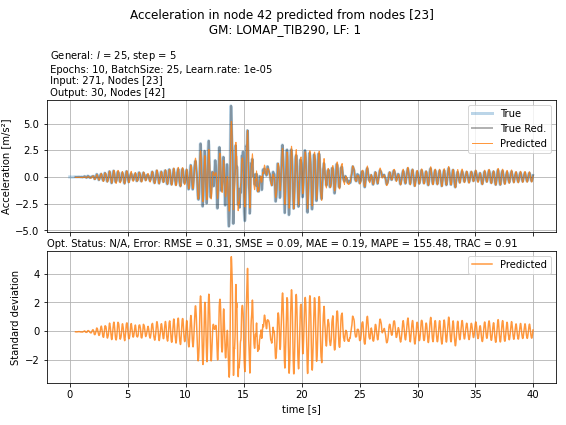 Acceleration in node 42 predicted from nodes [23]
GM: LOMAP_TIB290, LF: 1
General: l = 25, step = 5
Epochs: 10, BatchSize: 25, Learn.rate: 1e-05
Input: 271, Nodes [23]
Output: 30, Nodes [42]
Acceleration [m/s²]
5.0
2.5
0.0
−2.5
−5.0
True
True Red.
Predicted
Opt. Status: N/A, Error: RMSE = 0.31, SMSE = 0.09, MAE = 0.19, MAPE = 155.48, TRAC = 0.91
Standard deviation
4
2
0
−2
Predicted
0 5 10 15 20 25 30 35 40
time [s]